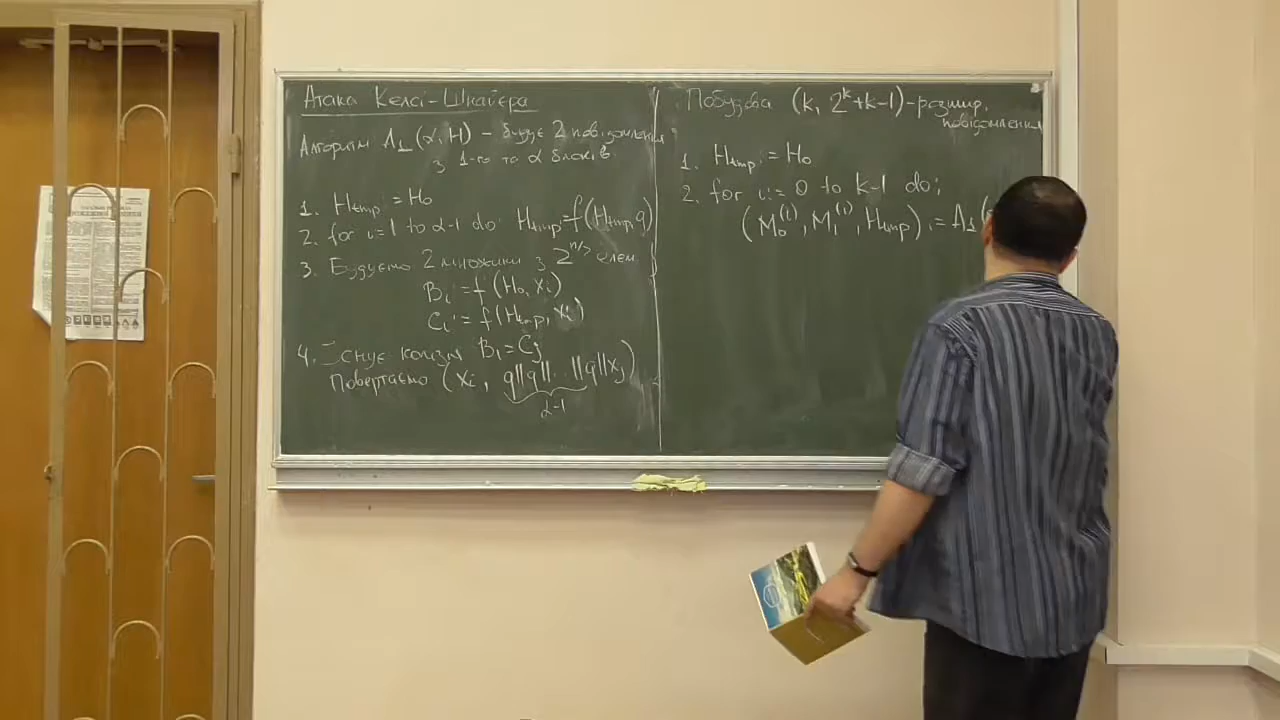 Атака Келсі-Шнайєра
Алгоритм A₁(α, H) - будує 2 повідомлення
з 1-го та α блоків.
1. Hₜₘₚ := H₀
2. for i:=1 to α-1 do: Hₜₘₚ=f(Hₜₘₚ, q)
3. Будуємо 2 множини з 2^{n/2} елем.
Bᵢ := f(H₀, xᵢ)
Cᵢ := f(Hₜₘₚ, xᵢ)
4. Існує колізія Bᵢ=Cⱼ
Повертаємо (xᵢ, q||q||...||q||xⱼ)
α-1
Побудова (k, 2^k+k-1)-розшир.
повідомлення
1. Hₜₘₚ := H₀
2. for i:=0 to k-1 do:
(M₀⁽ⁱ⁾, M₁⁽ⁱ⁾, Hₜₘₚ) := A₁(